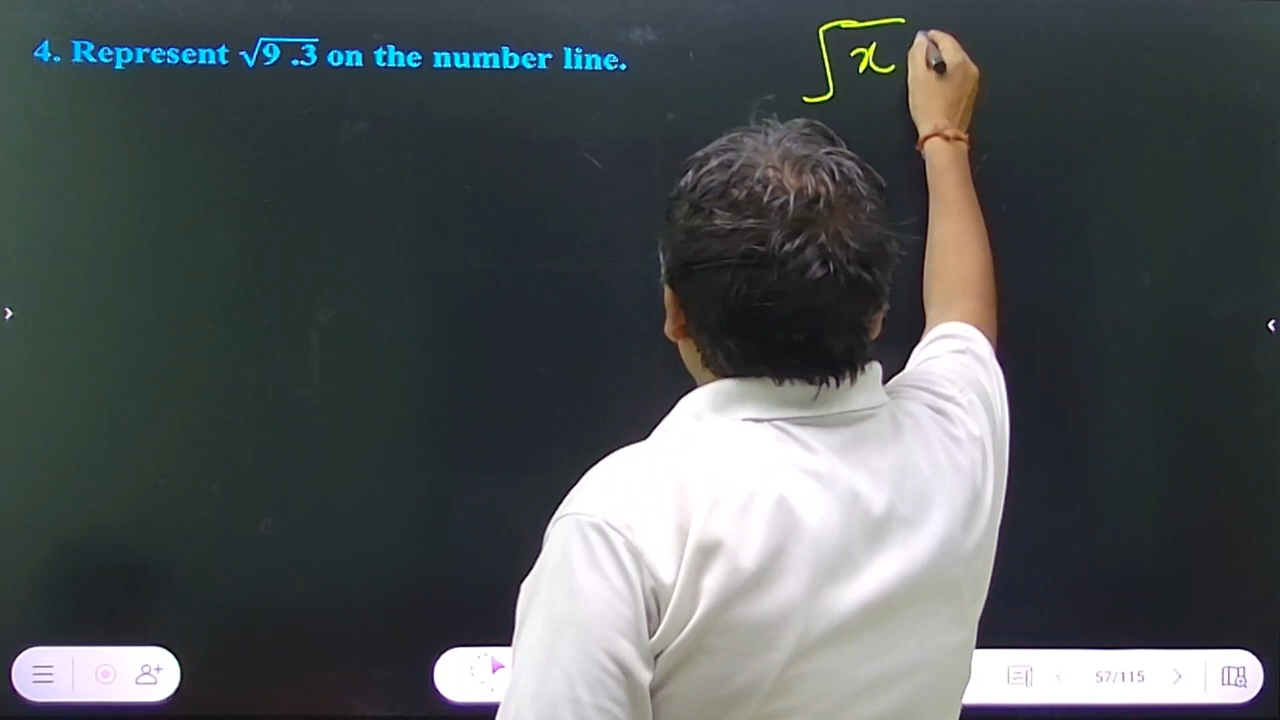 4. Represent √9 .3 on the number line.
√x
57/115